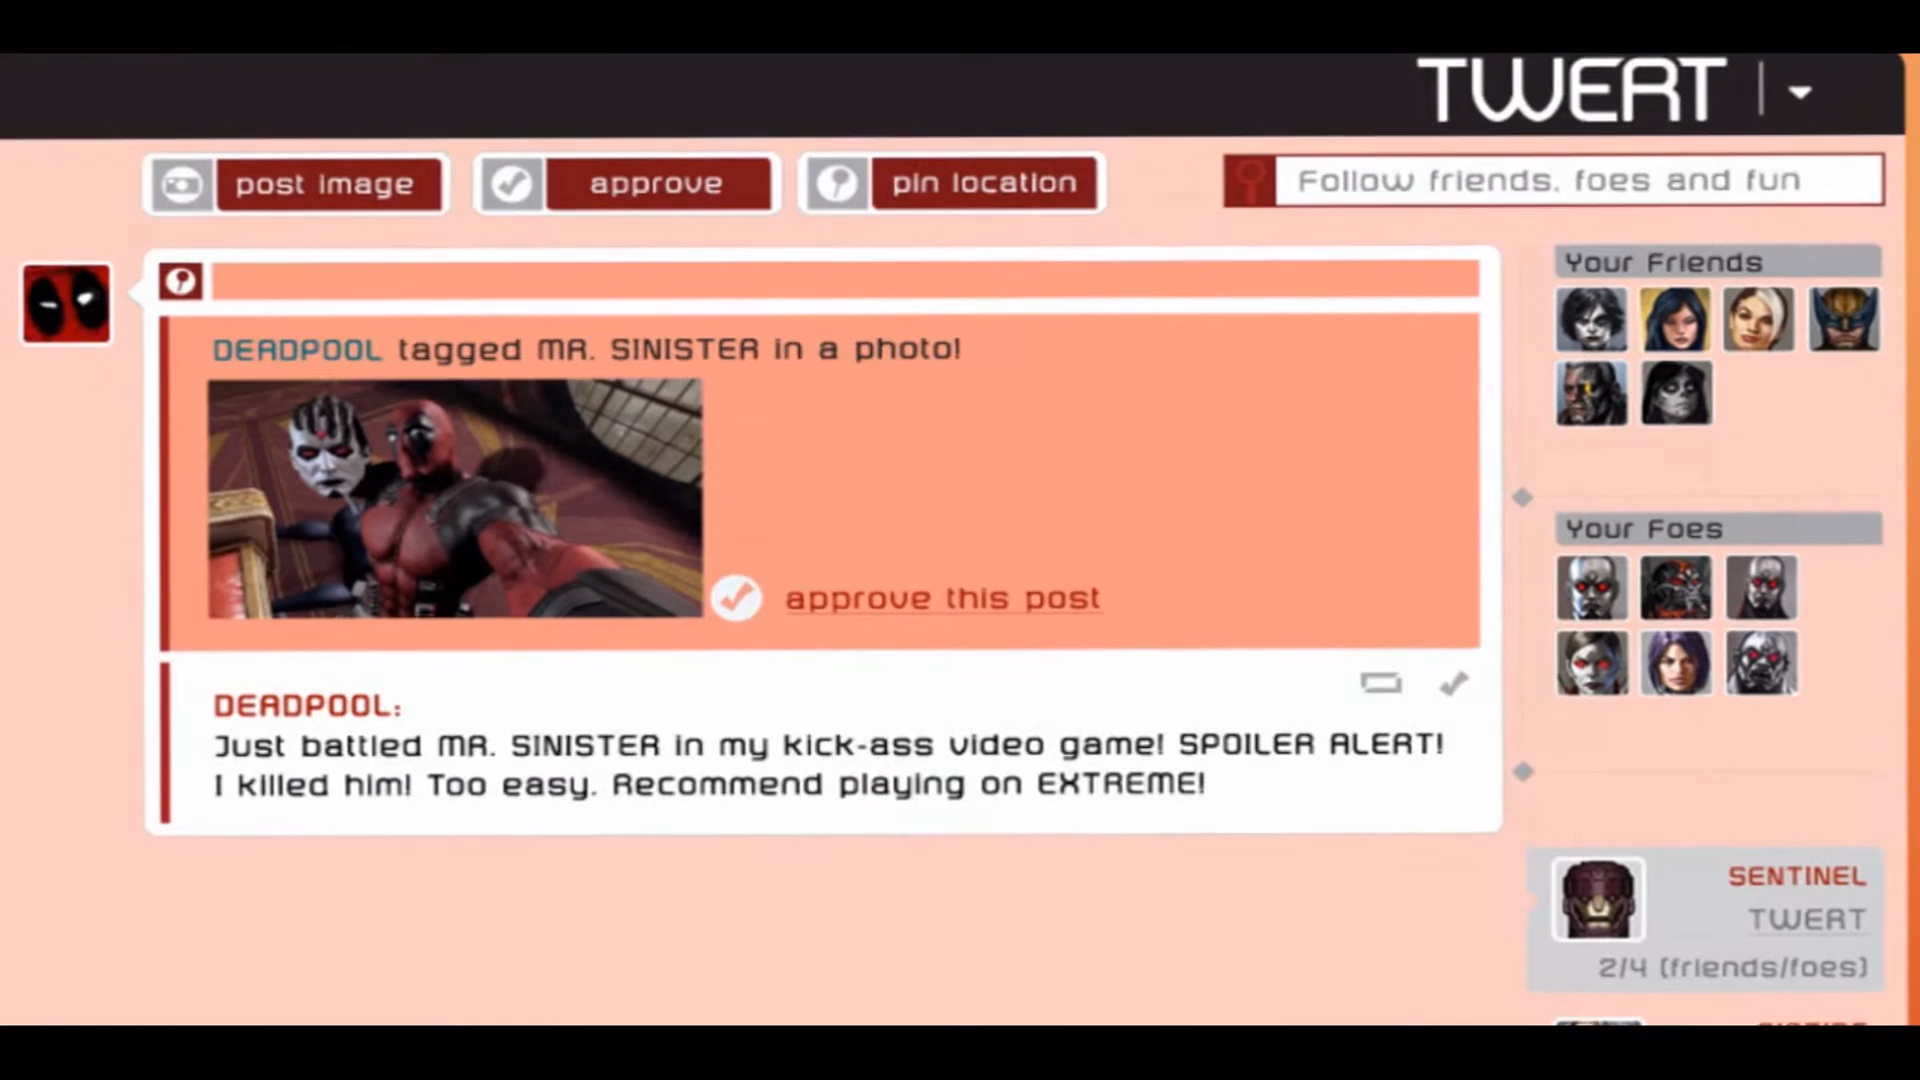 TWERT
post image
approve
pin location
Follow friends, foes and fun
DEADPOOL tagged MR. SINISTER in a photo!
approve this post
DEADPOOL:
Just battled MR. SINISTER in my kick-ass video game! SPOILER ALERT!
I killed him! Too easy. Recommend playing on EXTREME!
Your Friends
Your Foes
SENTINEL
TWERT
2/4 (friends/foes)